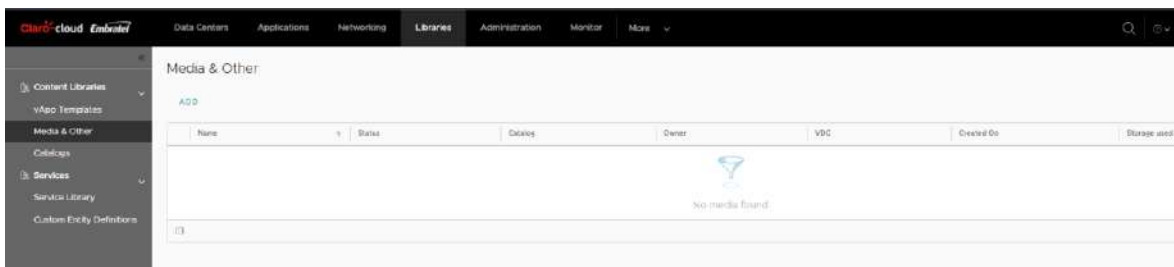 Claro-cloud Embratel Data Centers Applications Networking Libraries Administration Monitor More
Media & Other
Content Libraries
ADD
vApp Templates
Media & Other
Name Status Catalog Owner VDC Created On Storage used
Catalogs
Services
Service Library
No media found
Custom Entity Definitions